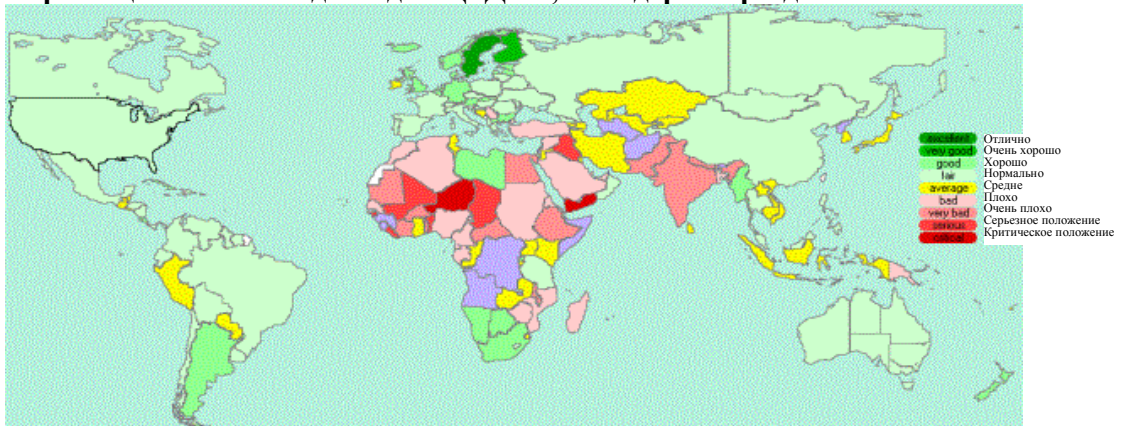 excellent Отлично
very good Очень хорошо
good Хорошо
fair Нормально
average Средне
bad Плохо
very bad Очень плохо
serious Серьезное положение
critical Критическое положение